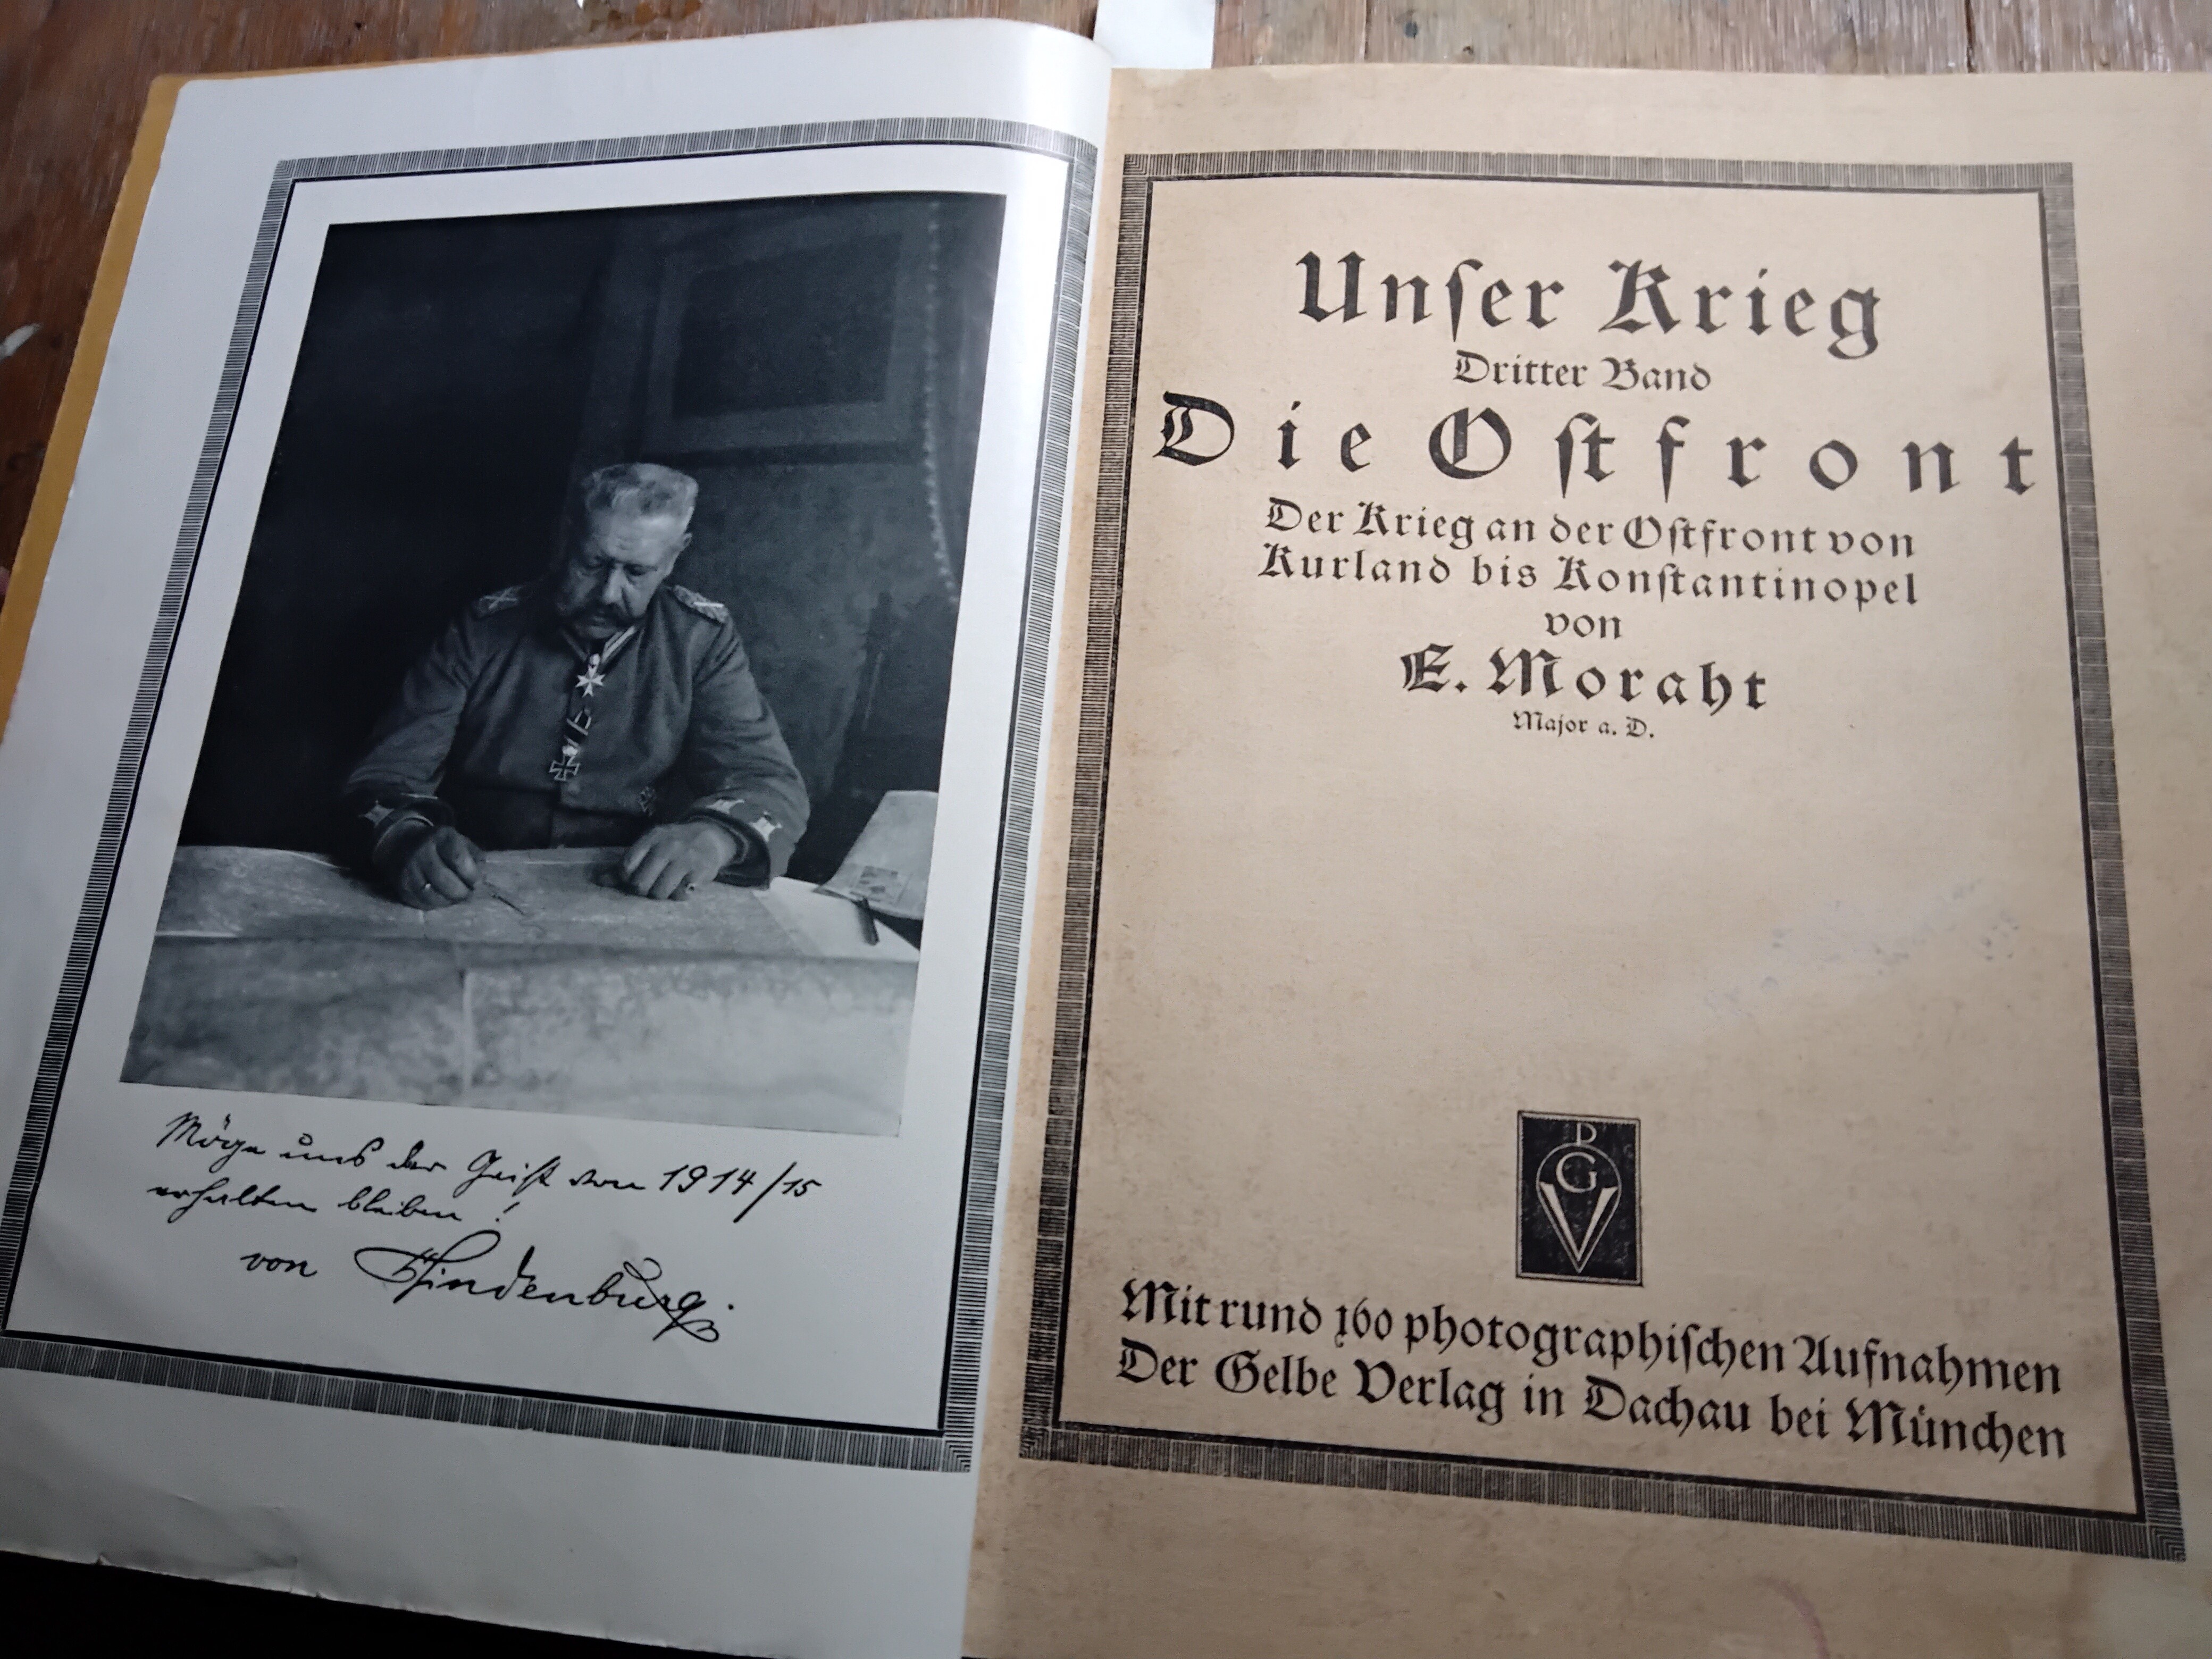 Möge uns der Geist von 1914/15
erhalten bleiben!
von Hindenburg.
Unſer Krieg
Dritter Band
Die Oſtfront
Der Krieg an der Oſtfront von
Kurland bis Konſtantinopel
von
E. Moraht
Major a. D.
D
G
V
Mit rund 160 photographiſchen Aufnahmen
Der Gelbe Verlag in Dachau bei München